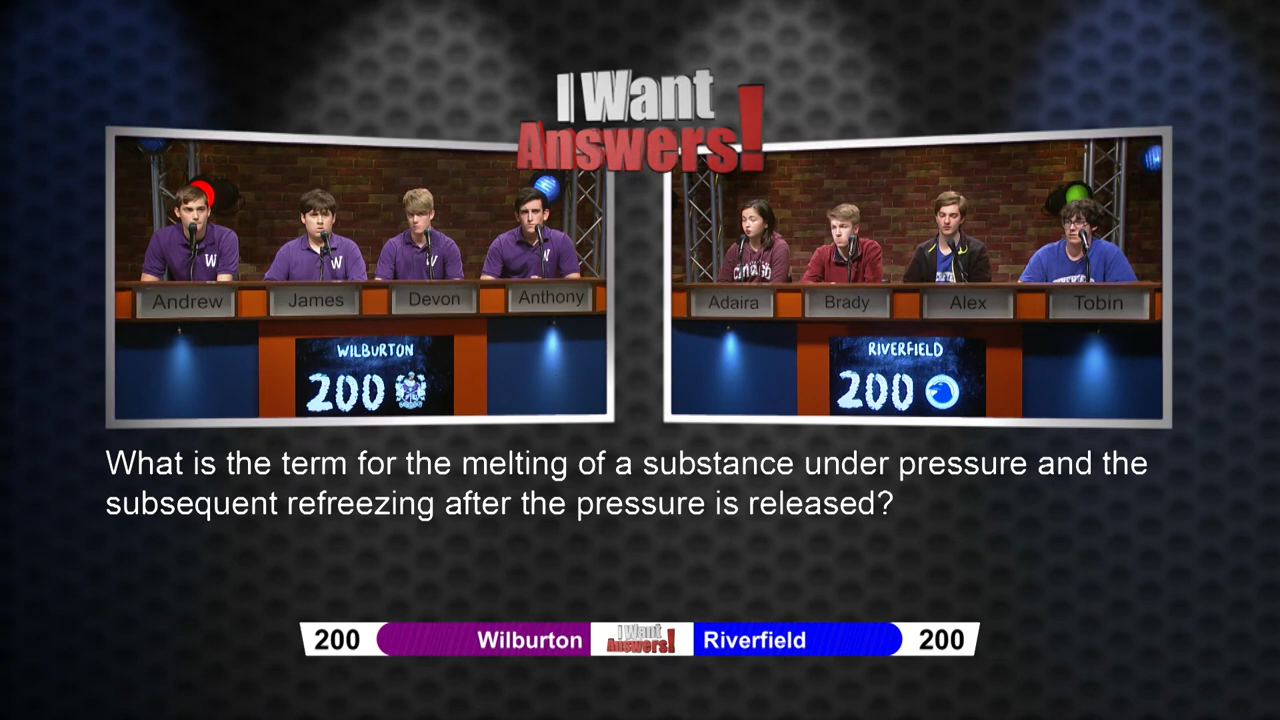 I Want
Answers!
W
W
W
W
CHICAGO
Andrew
James
Devon
Anthony
Adaira
Brady
Alex
Tobin
WILBURTON
200
RIVERFIELD
200
What is the term for the melting of a substance under pressure and the
subsequent refreezing after the pressure is released?
200
Wilburton
I Want
Answers!
Riverfield
200